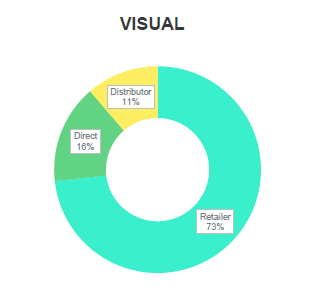 VISUAL
Distributor
11%
Direct
16%
Retailer
73%